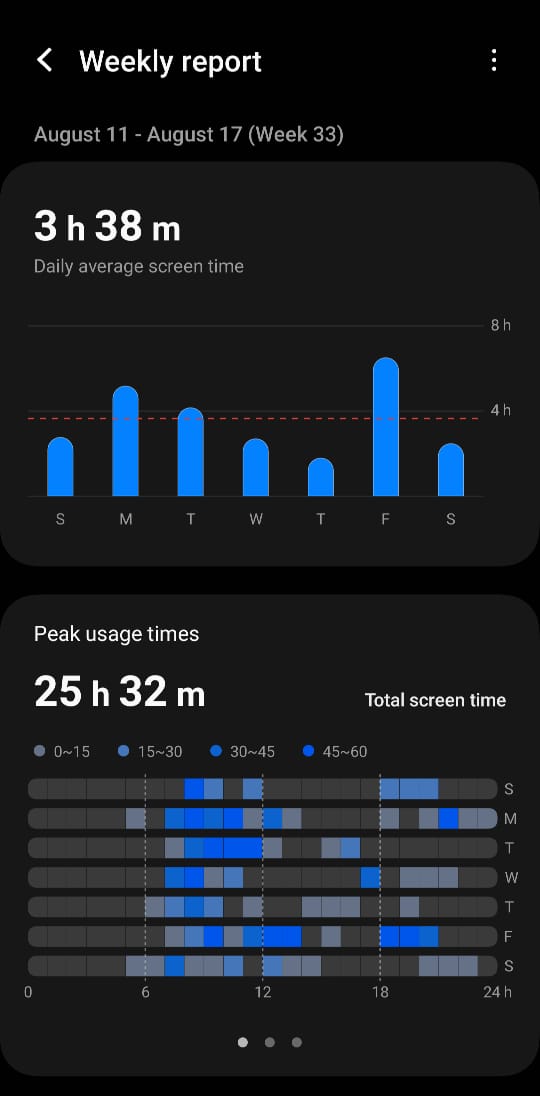 Weekly report
August 11 - August 17 (Week 33)
3 h 38 m
Daily average screen time
8 h
4 h
S M T W T F S
Peak usage times
25 h 32 m
Total screen time
0~15 15~30 30~45 45~60
S
M
T
W
T
F
S
0 6 12 18 24 h